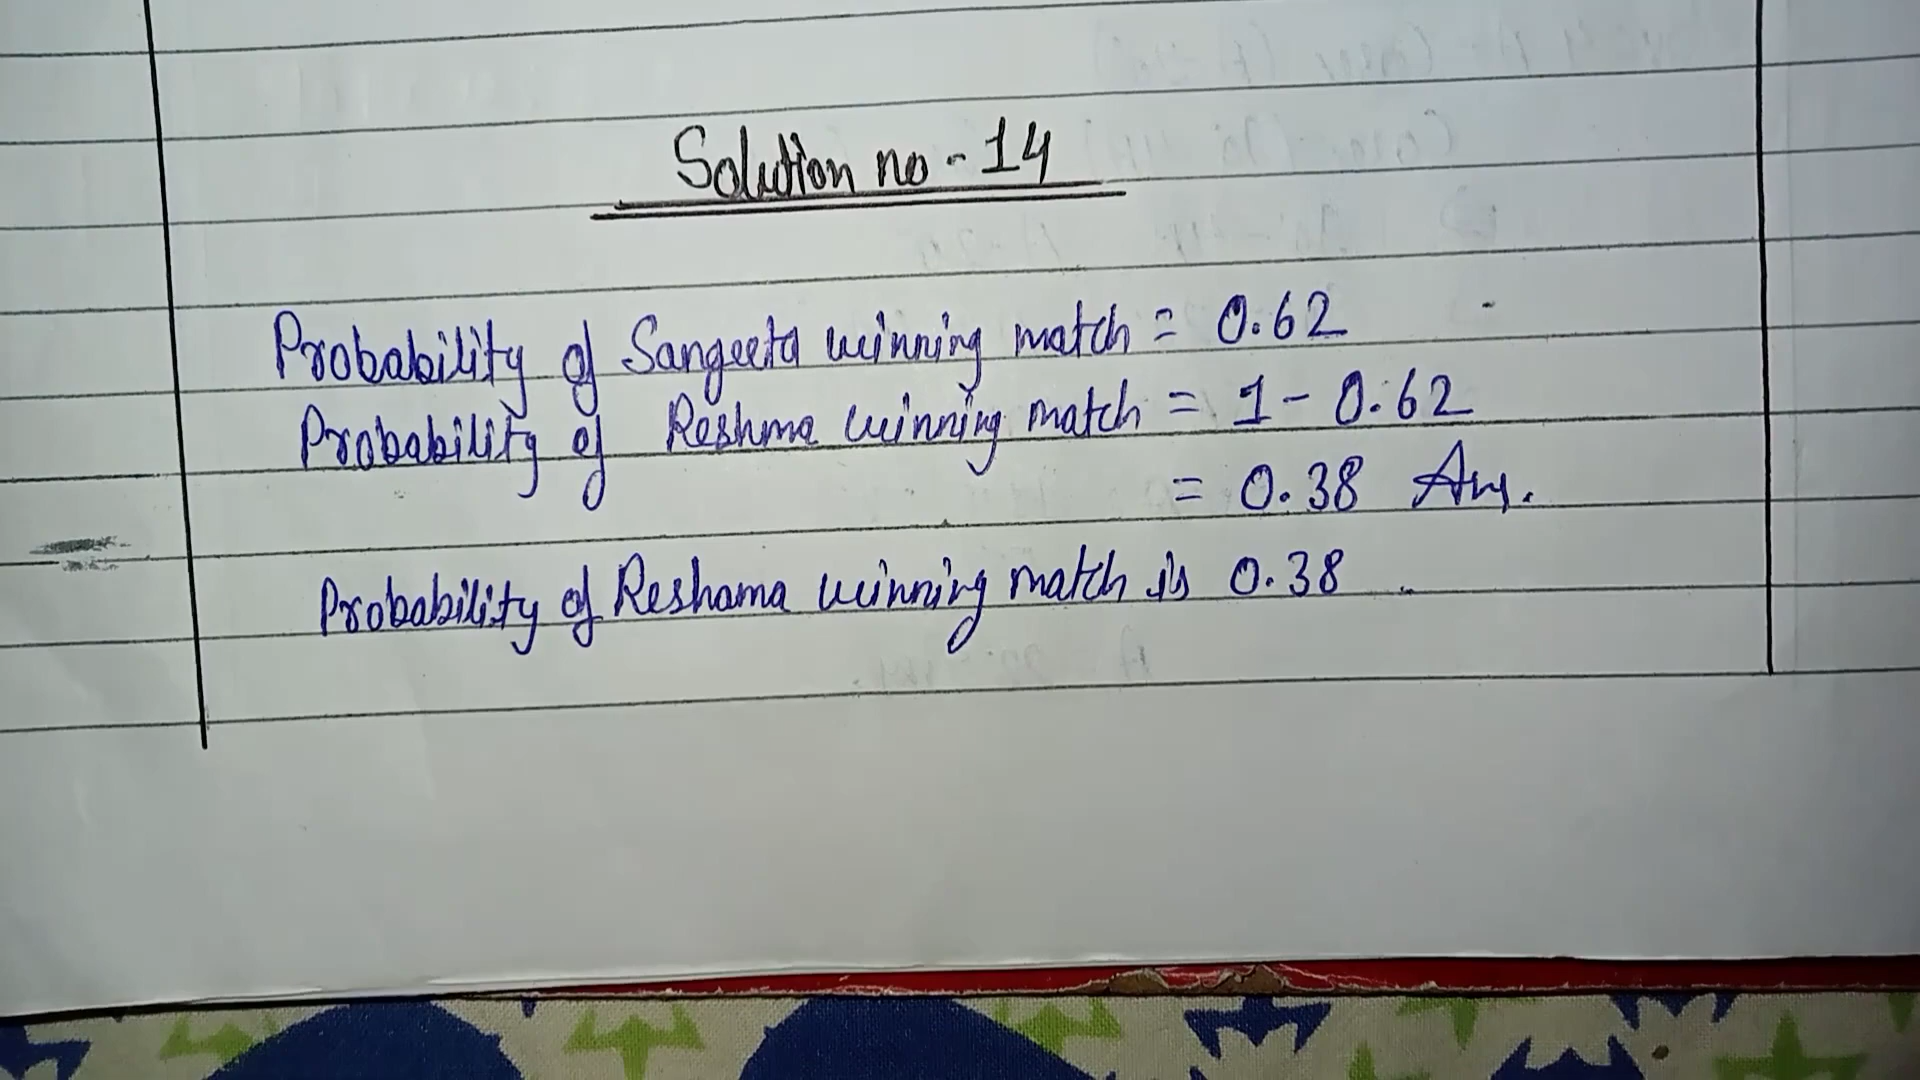 Solution no - 14
Probability of Sangeeta winning match = 0.62
Probability of Reshma winning match = 1 - 0.62
= 0.38 Ans.
Probability of Reshama winning match is 0.38